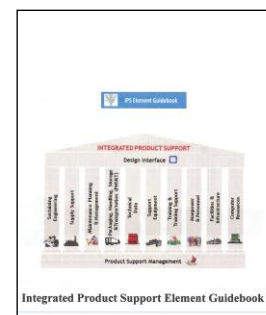 IPS Element Guidebook
INTEGRATED PRODUCT SUPPORT
Design Interface
Sustaining
Engineering
Supply Support
Maintenance Planning
& Management
Packaging, Handling, Storage
& Transportation (PHS&T)
Technical
Data
Support
Equipment
Training &
Training Support
Manpower
& Personnel
Facilities &
Infrastructure
Computer
Resources
Product Support Management
Integrated Product Support Element Guidebook